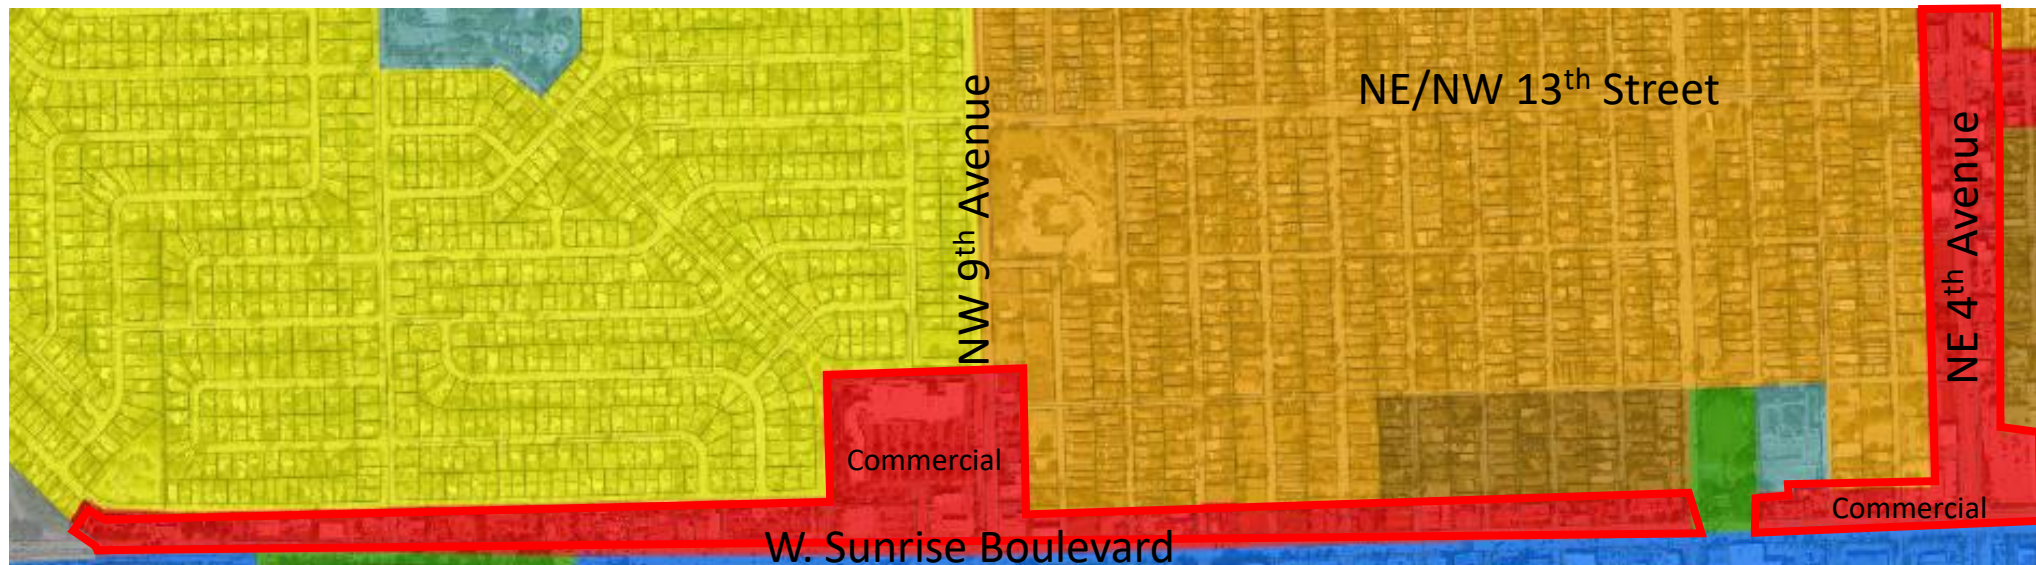 NE/NW 13th Street
NW 9th Avenue
NE 4th Avenue
Commercial
Commercial
W. Sunrise Boulevard